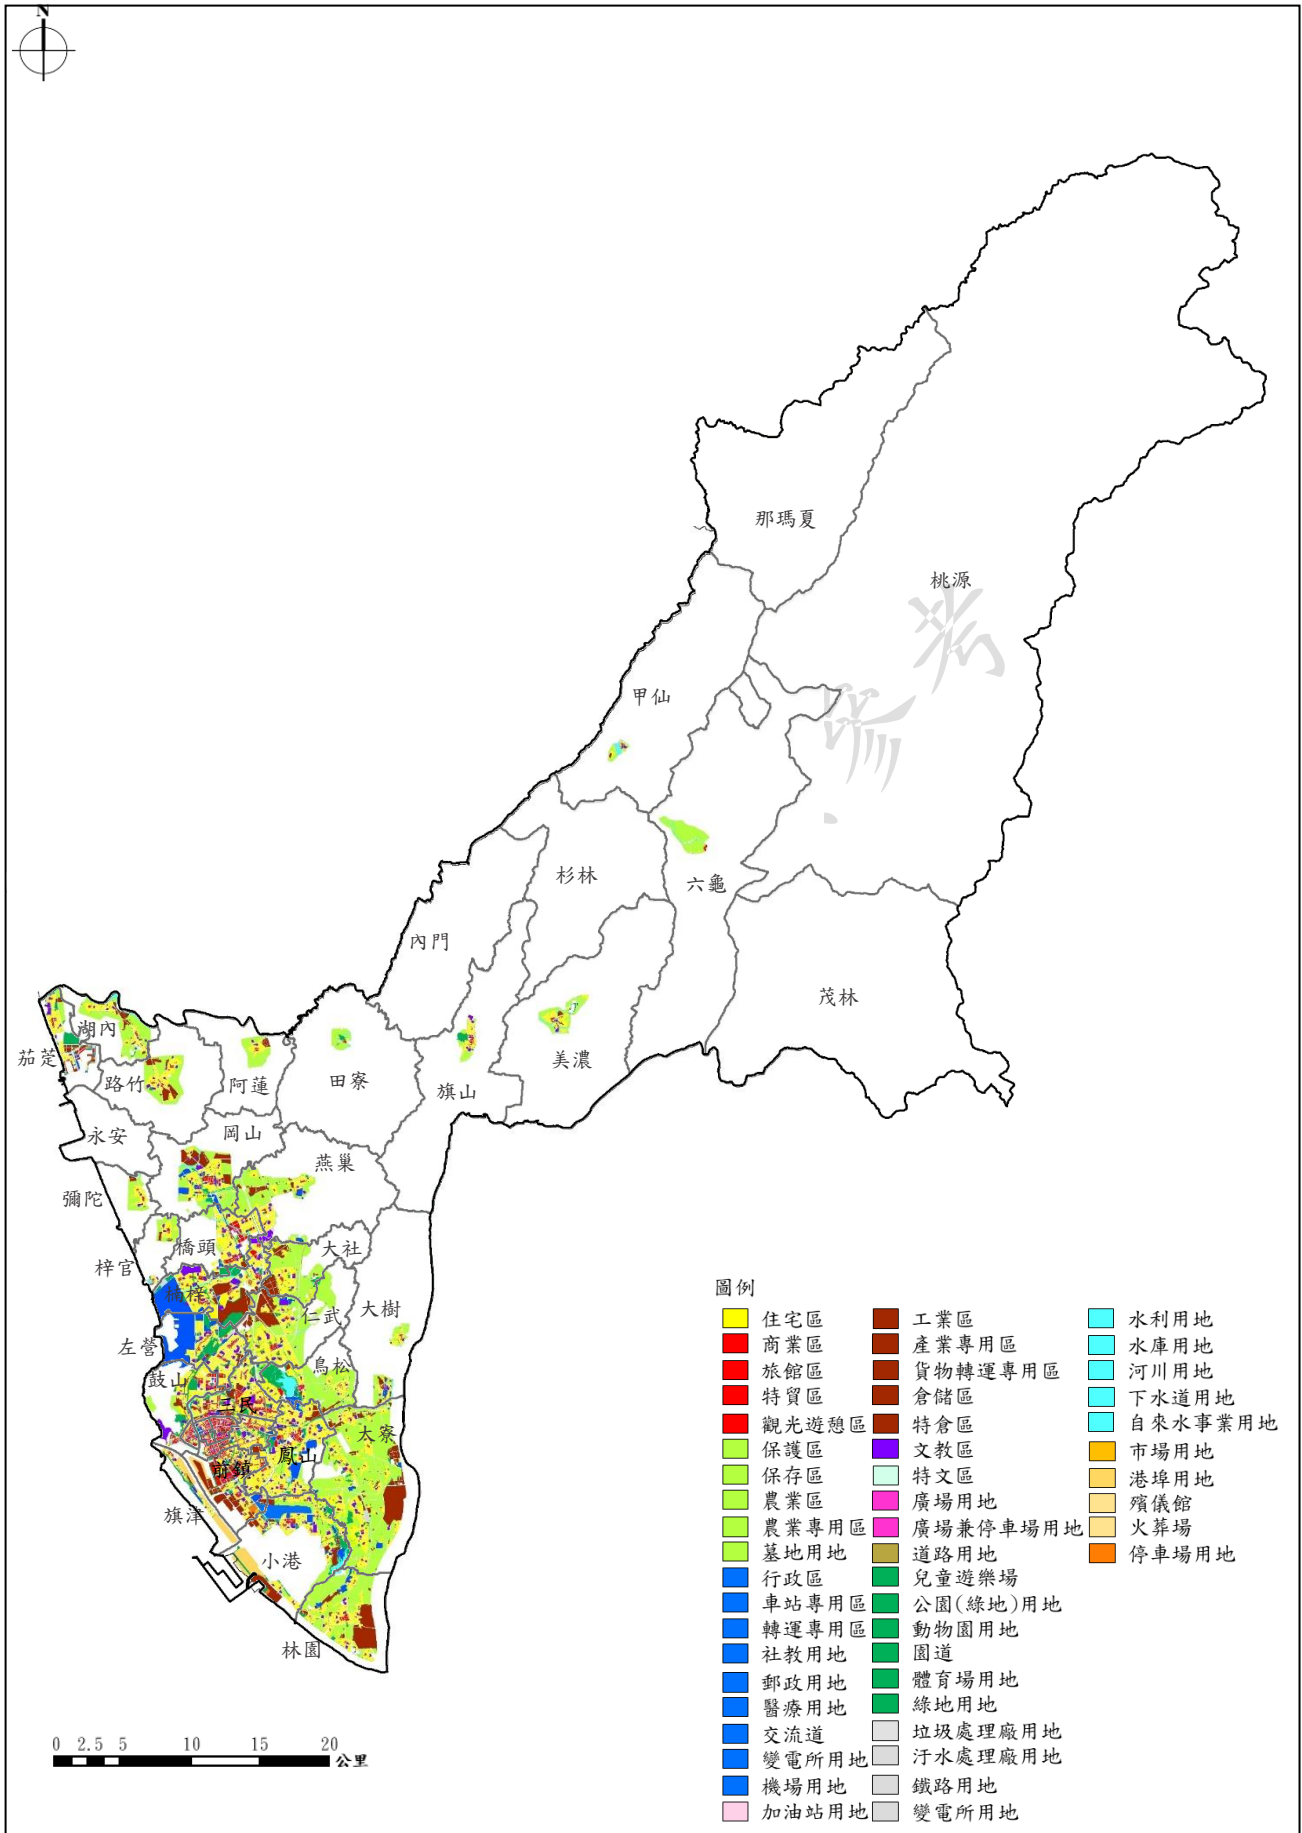 N
那瑪夏
桃源
參考
甲仙
杉林
六龜
內門
茂林
湖內
茄萣
路竹
阿蓮
田寮
旗山
美濃
永安
岡山
燕巢
彌陀
橋頭
大社
梓官
楠梓
仁武
大樹
左營
鳥松
鼓山
三民
大寮
鳳山
前鎮
旗津
小港
林園
圖例
住宅區
商業區
旅館區
特貿區
觀光遊憩區
保護區
保存區
農業區
農業專用區
墓地用地
行政區
車站專用區
轉運專用區
社教用地
郵政用地
醫療用地
交流道
變電所用地
機場用地
加油站用地
工業區
產業專用區
貨物轉運專用區
倉儲區
特倉區
文教區
特文區
廣場用地
廣場兼停車場用地
道路用地
兒童遊樂場
公園(綠地)用地
動物園用地
園道
體育場用地
綠地用地
垃圾處理廠用地
汙水處理廠用地
鐵路用地
變電所用地
水利用地
水庫用地
河川用地
下水道用地
自來水事業用地
市場用地
港埠用地
殯儀館
火葬場
停車場用地
0 2.5 5 10 15 20
公里